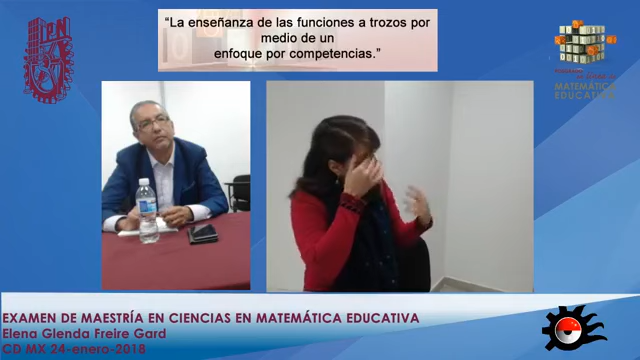 “La enseñanza de las funciones a trozos por
medio de un
enfoque por competencias.”
IPN
MATEMÁTICA
EDUCATIVA
EXAMEN DE MAESTRÍA EN CIENCIAS EN MATEMÁTICA EDUCATIVA
Elena Glenda Freire Gard
CD MX 24-enero-2018